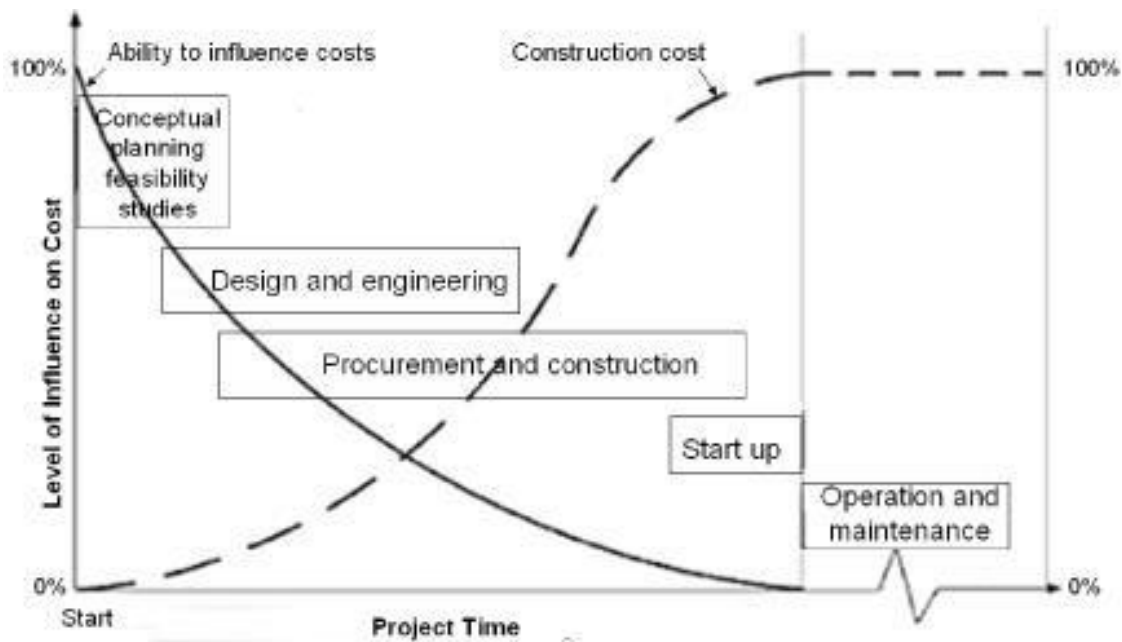 Ability to influence costs
Construction cost
100%
100%
Conceptual
planning
feasibility
studies
Design and engineering
Procurement and construction
Start up
Operation and
maintenance
Level of Influence on Cost
0%
0%
Start
Project Time